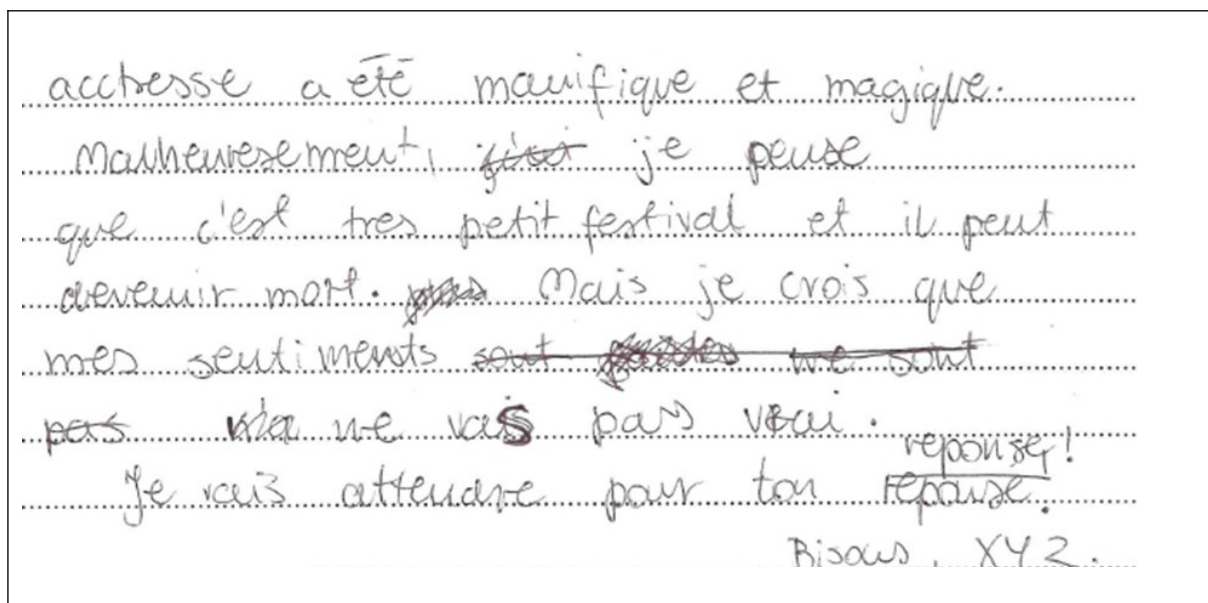 acctresse a été manifique et magique.
Malheuresement, je pense
que c'est tres petit festival et il peut
devenir mort. Mais je crois que
mes sentiments sont ne sont
pas ne vais pas vrai.
reponse!
Je vais attendre pour ton reponse.
Bisous, XYZ.